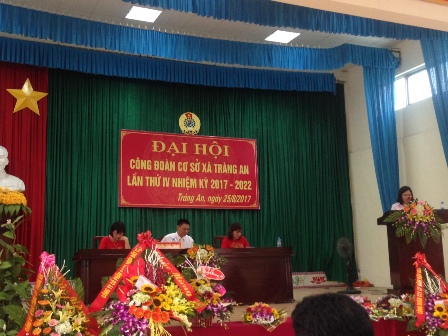 ĐẠI HỘI
CÔNG ĐOÀN CƠ SỞ XÃ TRÀNG AN
LẦN THỨ IV NHIỆM KỲ 2017 - 2022
Tràng An, ngày 25/8/2017